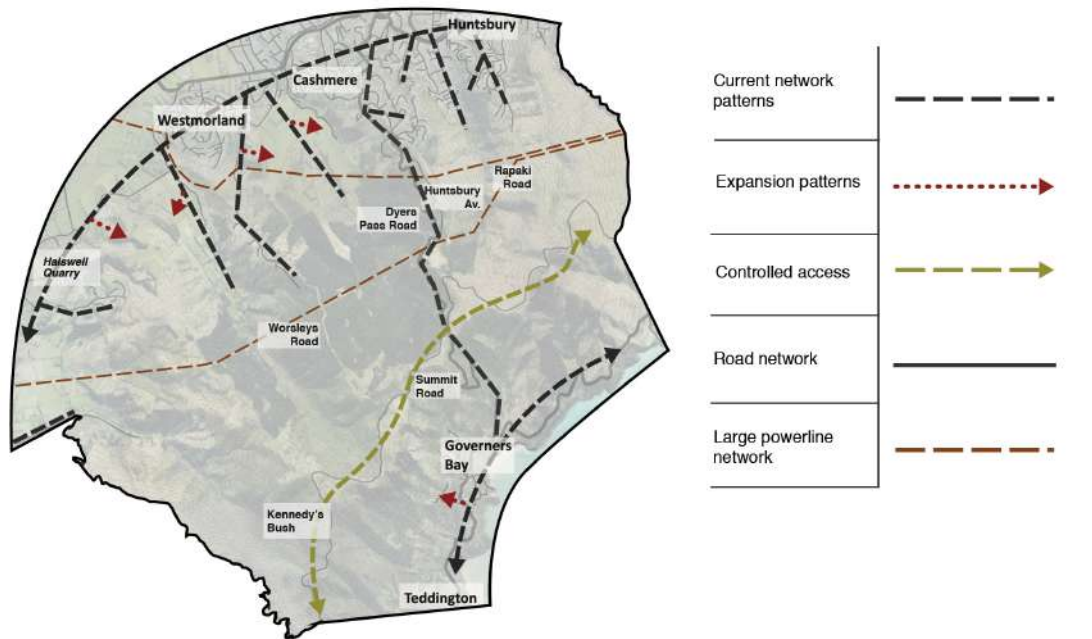 Huntsbury
Cashmere
Westmorland
Rapaki
Road
Huntsbury
Av.
Dyers
Pass Road
Halswell
Quarry
Worsleys
Road
Summit
Road
Governers
Bay
Kennedy's
Bush
Teddington
Current network
patterns
Expansion patterns
Controlled access
Road network
Large powerline
network